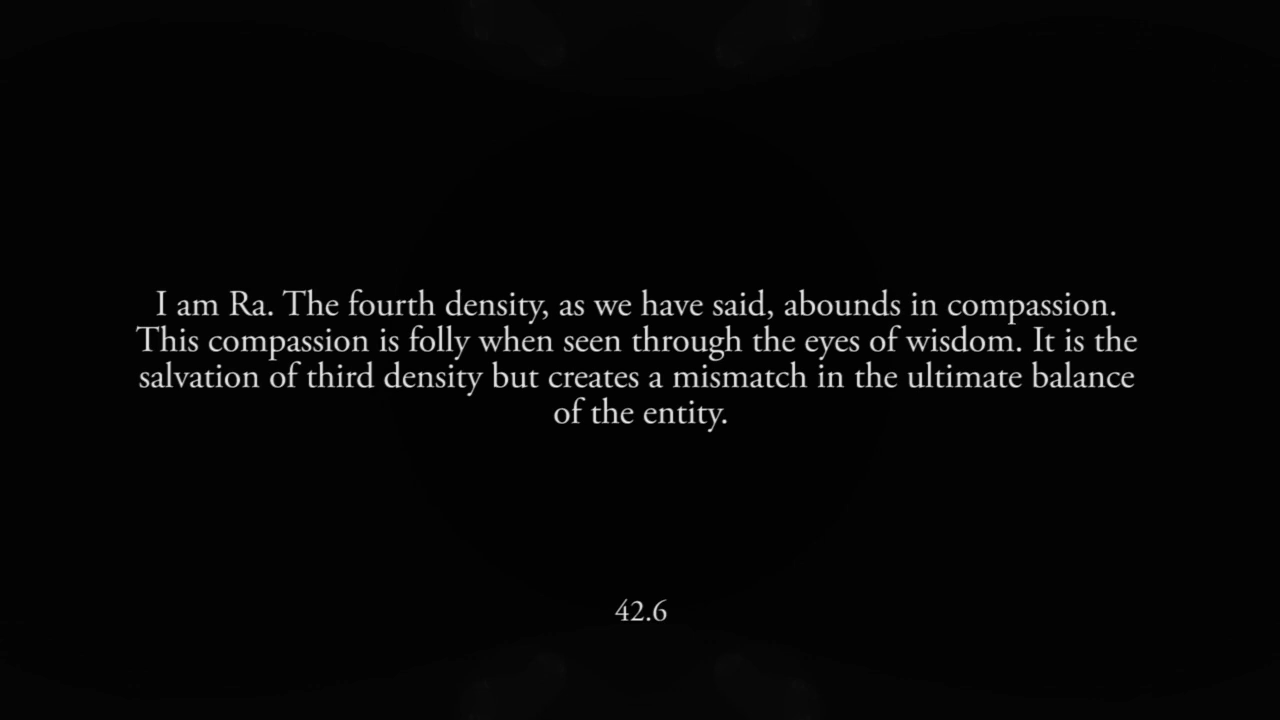 I am Ra. The fourth density, as we have said, abounds in compassion.
This compassion is folly when seen through the eyes of wisdom. It is the
salvation of third density but creates a mismatch in the ultimate balance
of the entity.
42.6